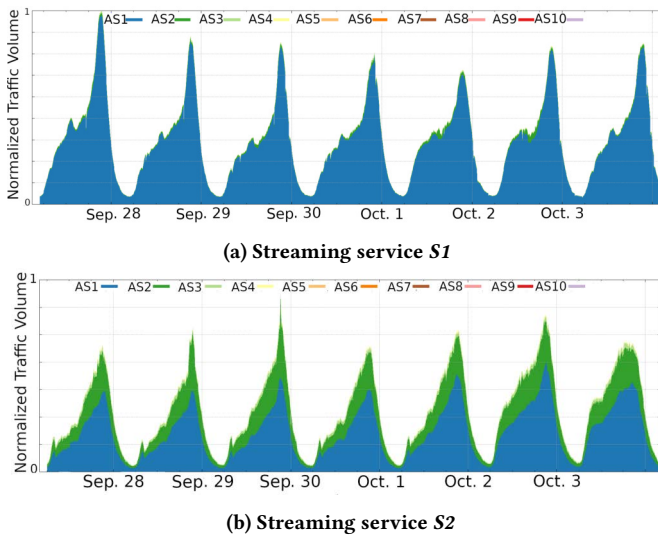 1
AS1 AS2 AS3 AS4 AS5 AS6 AS7 AS8 AS9 AS10
Normalized Traffic Volume
0
Sep. 28 Sep. 29 Sep. 30 Oct. 1 Oct. 2 Oct. 3
(a) Streaming service S1
1
AS1 AS2 AS3 AS4 AS5 AS6 AS7 AS8 AS9 AS10
Normalized Traffic Volume
0
Sep. 28 Sep. 29 Sep. 30 Oct. 1 Oct. 2 Oct. 3
(b) Streaming service S2